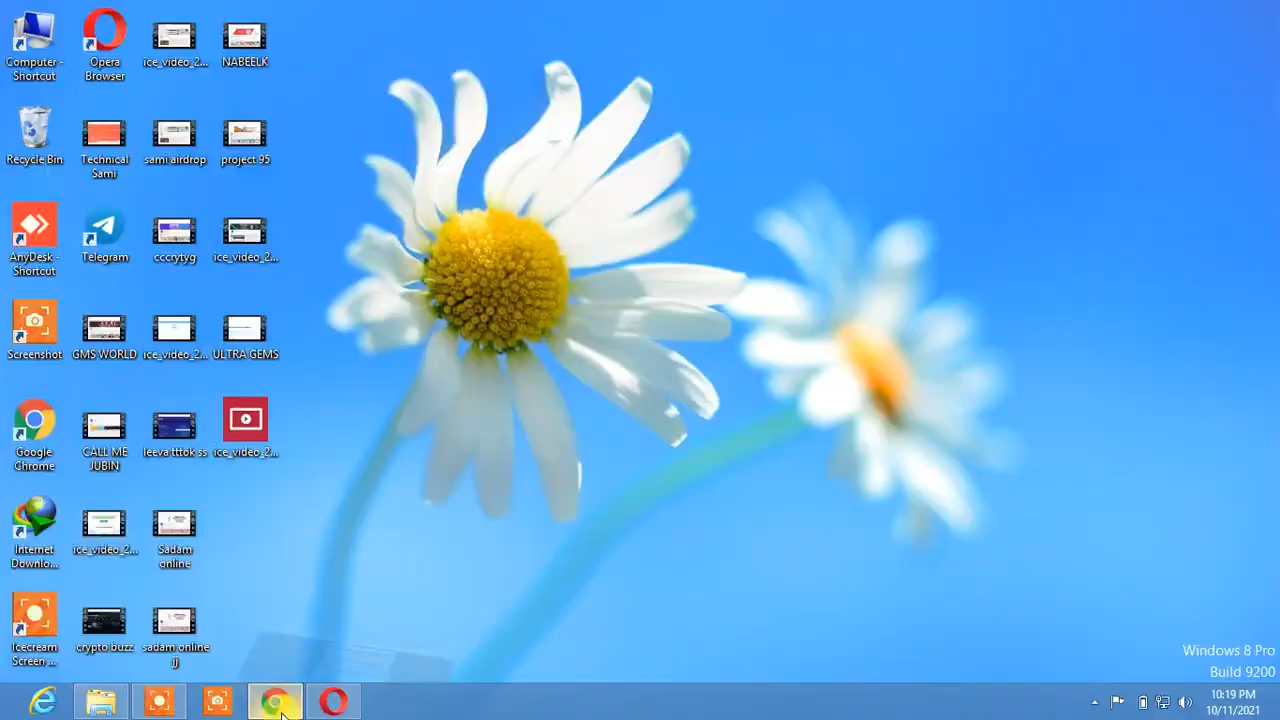 Computer -
Shortcut
Opera
Browser
ice_video_2...
NABEELK
Recycle Bin
Technical
Sami
sami airdrop
project 95
AnyDesk -
Shortcut
Telegram
cccrytyg
ice_video_2...
Screenshot
GMS WORLD
ice_video_2...
ULTRA GEMS
Google
Chrome
CALL ME
JUBIN
leeva tttok ss
ice_video_2...
Internet
Downlo...
ice_video_2...
Sadam
online
Icecream
Screen ...
crypto buzz
sadam online
jj
Windows 8 Pro
Build 9200
10:19 PM
10/11/2021